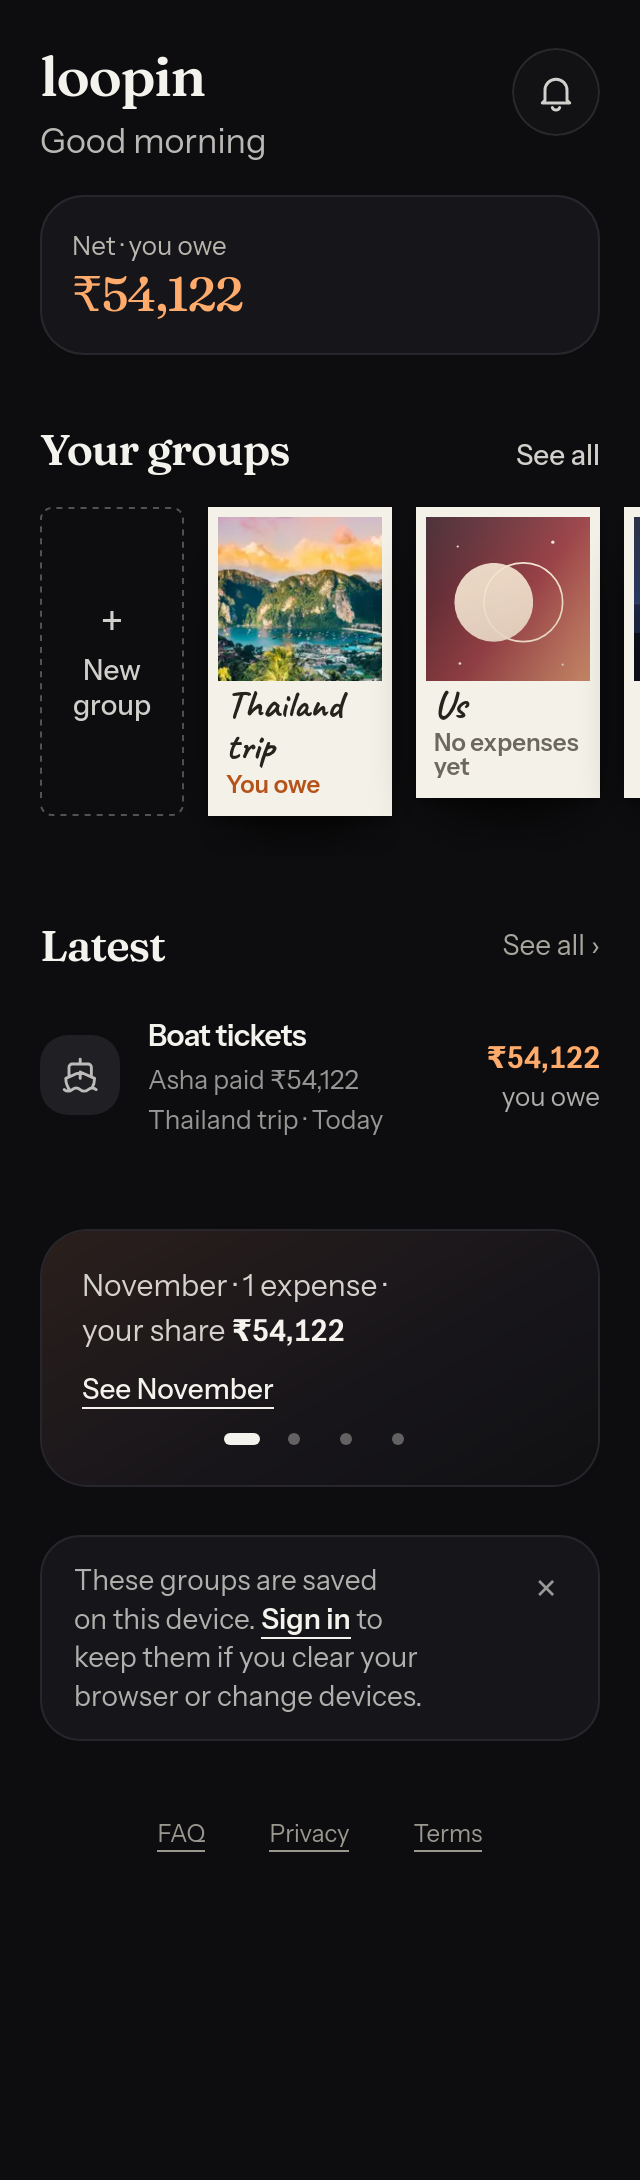 loopin
Good morning
Net · you owe
₹54,122
Your groups
See all
+
New
group
Thailand
trip
You owe
Us
No expenses
yet
Latest
See all ›
Boat tickets
Asha paid ₹54,122
Thailand trip · Today
₹54,122
you owe
November · 1 expense ·
your share ₹54,122
See November
These groups are saved
on this device. Sign in to
keep them if you clear your
browser or change devices.
×
FAQ
Privacy
Terms